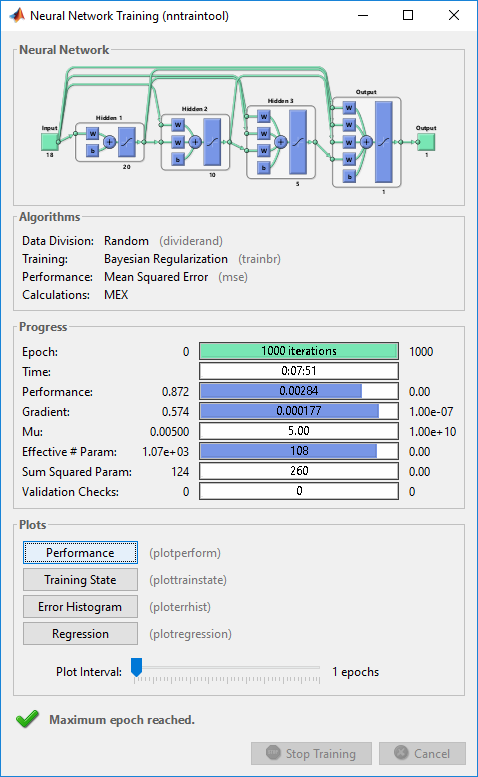 Neural Network Training (nntraintool)
Neural Network
Input
18
Hidden 1
W
b
+
20
Hidden 2
W
W
b
+
10
Hidden 3
W
W
W
b
+
5
Output
W
W
W
W
b
+
1
Output
1
Algorithms
Data Division: Random (dividerand)
Training: Bayesian Regularization (trainbr)
Performance: Mean Squared Error (mse)
Calculations: MEX
Progress
Epoch: 0 1000 iterations 1000
Time: 0:07:51
Performance: 0.872 0.00284 0.00
Gradient: 0.574 0.000177 1.00e-07
Mu: 0.00500 5.00 1.00e+10
Effective # Param: 1.07e+03 108 0.00
Sum Squared Param: 124 260 0.00
Validation Checks: 0 0 0
Plots
Performance (plotperform)
Training State (plottrainstate)
Error Histogram (ploterrhist)
Regression (plotregression)
Plot Interval: 1 epochs
Maximum epoch reached.
Stop Training Cancel